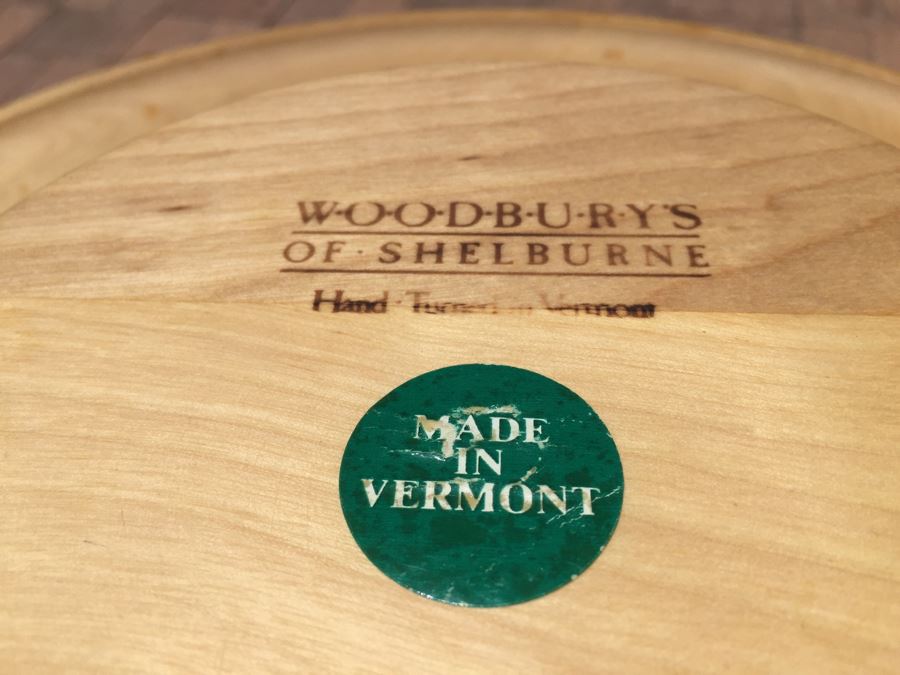 W·O·O·D·B·U·R·Y'S
OF · SHELBURNE
Hand · Turned in Vermont
MADE
IN
VERMONT